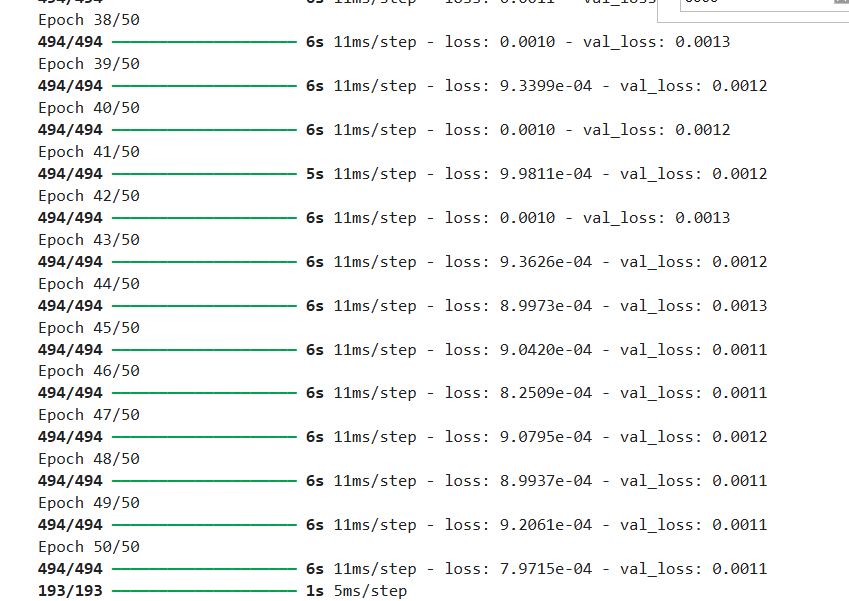 Epoch 38/50
494/494 6s 11ms/step - loss: 0.0010 - val_loss: 0.0013
Epoch 39/50
494/494 6s 11ms/step - loss: 9.3399e-04 - val_loss: 0.0012
Epoch 40/50
494/494 6s 11ms/step - loss: 0.0010 - val_loss: 0.0012
Epoch 41/50
494/494 5s 11ms/step - loss: 9.9811e-04 - val_loss: 0.0012
Epoch 42/50
494/494 6s 11ms/step - loss: 0.0010 - val_loss: 0.0013
Epoch 43/50
494/494 6s 11ms/step - loss: 9.3626e-04 - val_loss: 0.0012
Epoch 44/50
494/494 6s 11ms/step - loss: 8.9973e-04 - val_loss: 0.0013
Epoch 45/50
494/494 6s 11ms/step - loss: 9.0420e-04 - val_loss: 0.0011
Epoch 46/50
494/494 6s 11ms/step - loss: 8.2509e-04 - val_loss: 0.0011
Epoch 47/50
494/494 6s 11ms/step - loss: 9.0795e-04 - val_loss: 0.0012
Epoch 48/50
494/494 6s 11ms/step - loss: 8.9937e-04 - val_loss: 0.0011
Epoch 49/50
494/494 6s 11ms/step - loss: 9.2061e-04 - val_loss: 0.0011
Epoch 50/50
494/494 6s 11ms/step - loss: 7.9715e-04 - val_loss: 0.0011
193/193 1s 5ms/step